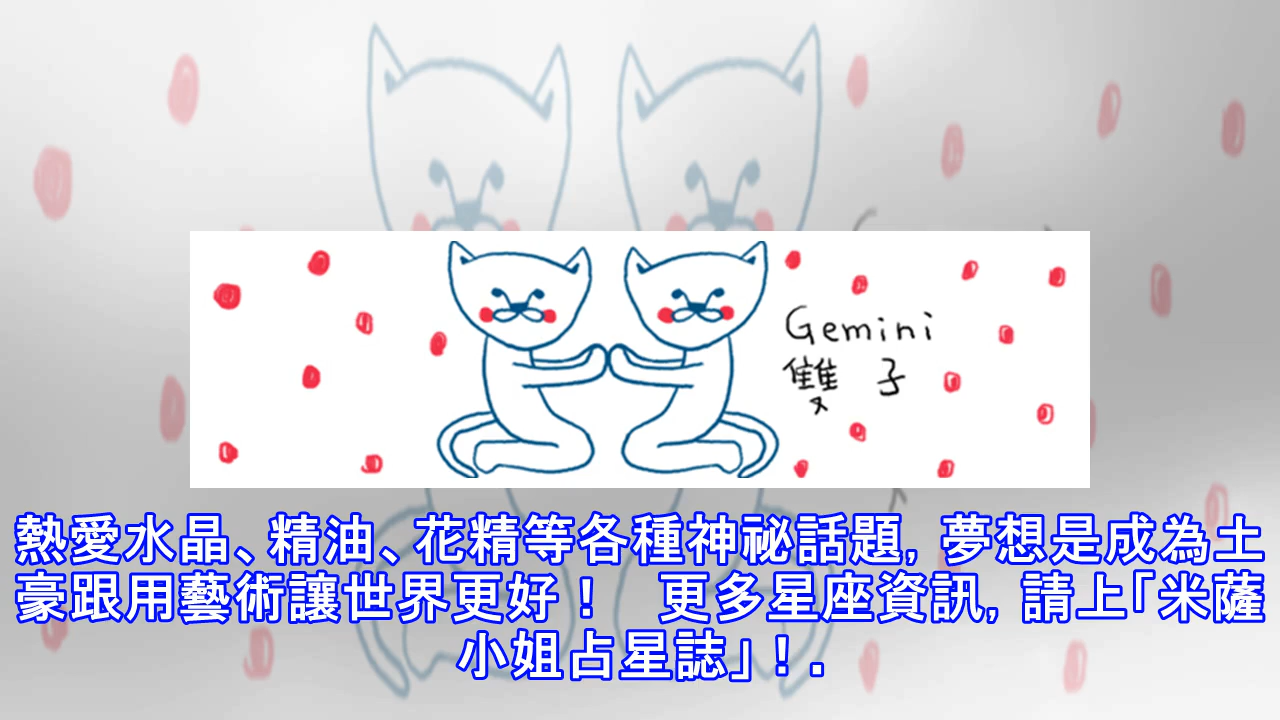 Gemini
雙 子
熱愛水晶、精油、花精等各種神祕話題, 夢想是成為土
豪跟用藝術讓世界更好！ 更多星座資訊, 請上「米薩
小姐占星誌」！.